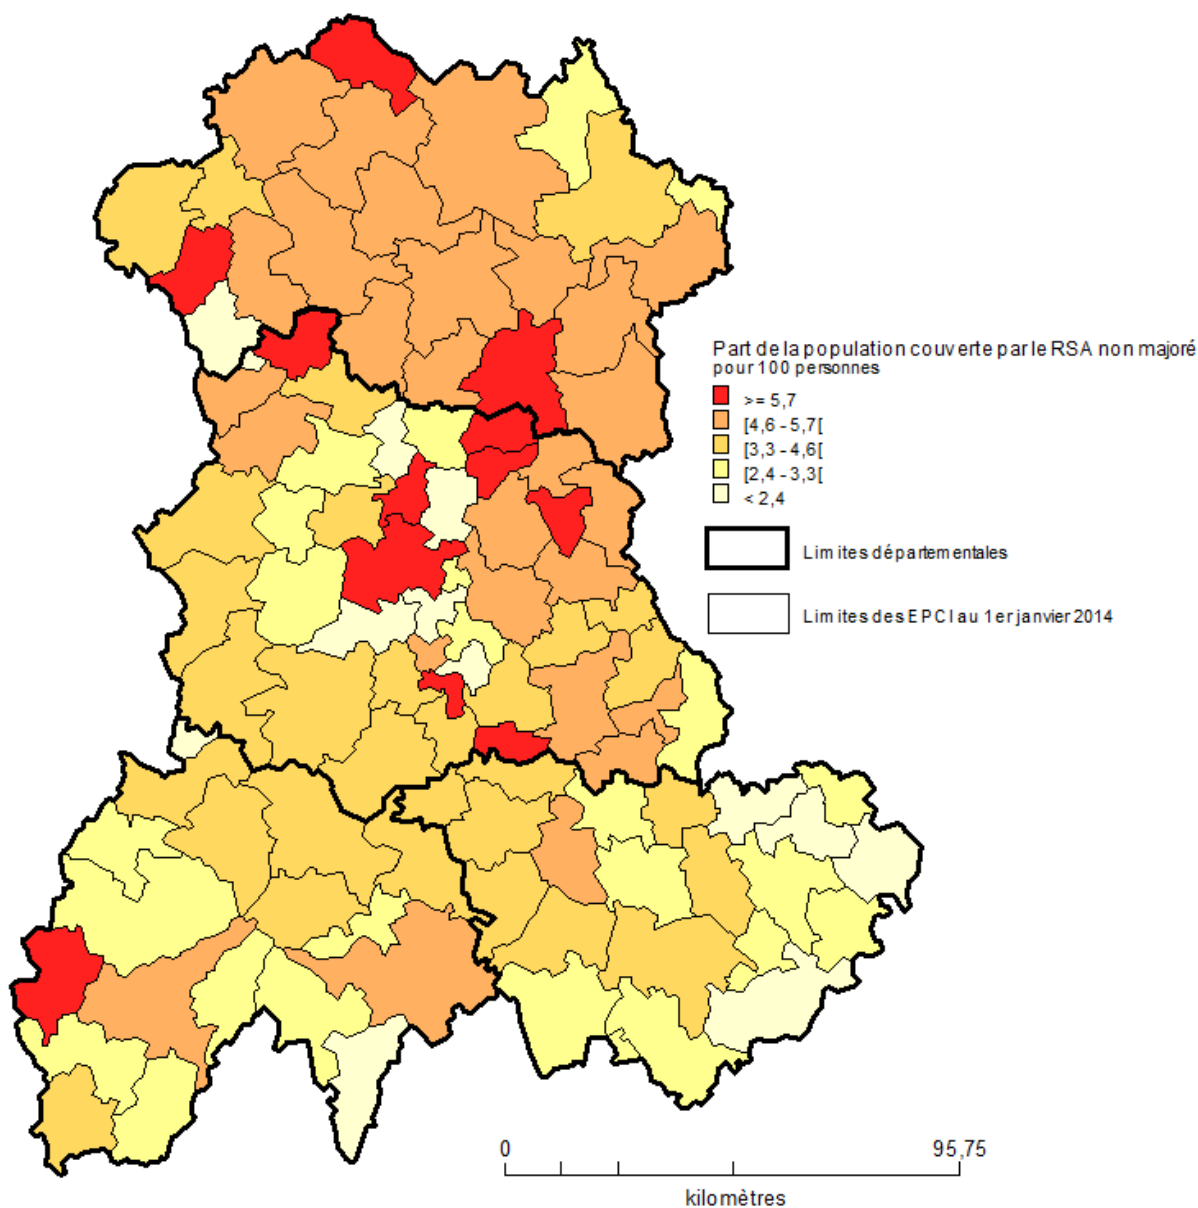 Part de la population couverte par le RSA non majoré
pour 100 personnes
>= 5,7
[4,6 - 5,7[
[3,3 - 4,6[
[2,4 - 3,3[
< 2,4
Limites départementales
Limites des EPCI au 1er janvier 2014
0 95,75
kilomètres